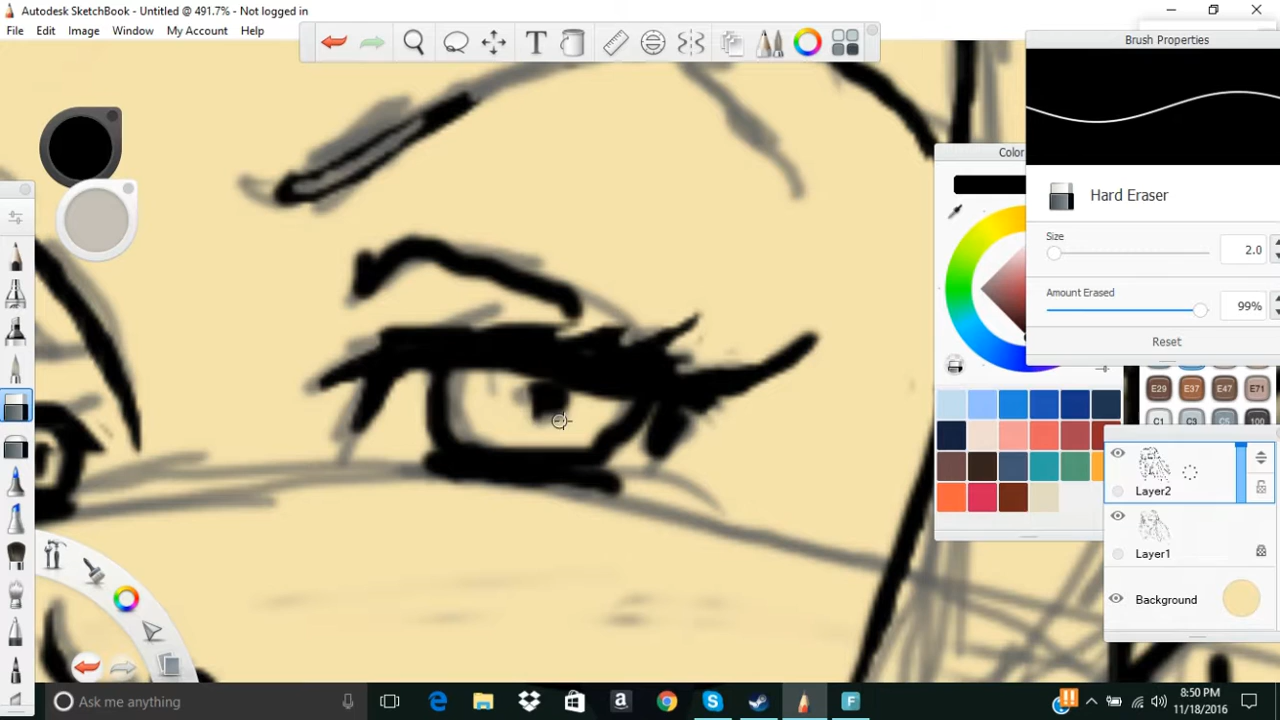 Autodesk SketchBook - Untitled @ 491.7% - Not logged in
File Edit Image Window My Account Help
T
Brush Properties
Hard Eraser
Size
2.0
Amount Erased
99%
Reset
Color
E29 E37 E47 E71
C1 C3 C5
Layer2
Layer1
Background
Ask me anything
8:50 PM
11/18/2016